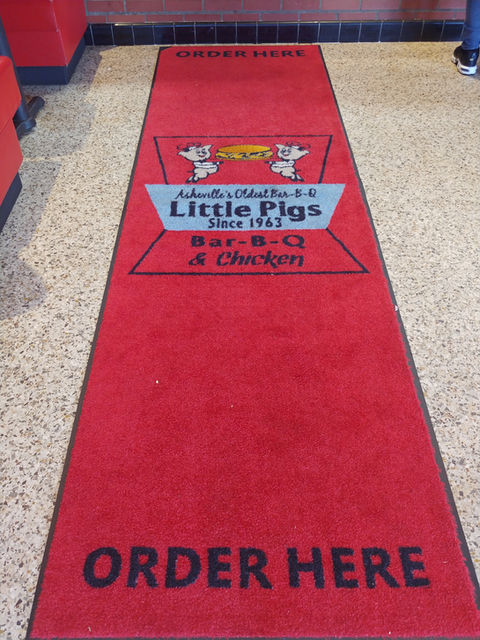 ORDER HERE
Asheville's Oldest Bar-B-Q
Little Pigs
Since 1963
Bar-B-Q
& Chicken
ORDER HERE